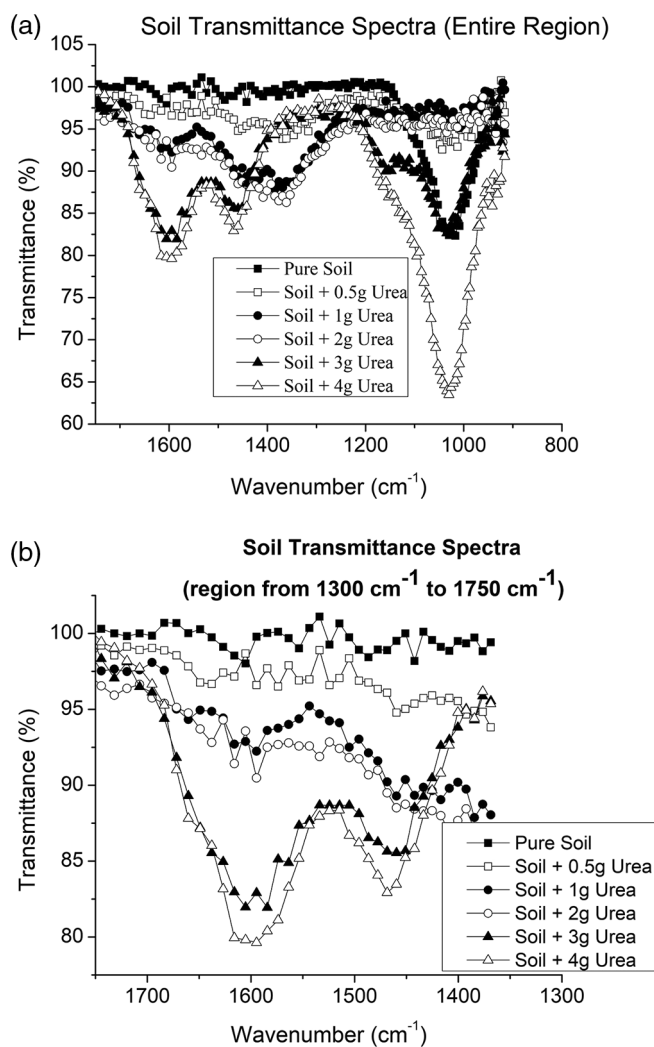 (a)
Soil Transmittance Spectra (Entire Region)
105
100
95
90
85
80
75
70
65
60
Transmittance (%)
Pure Soil
Soil + 0.5g Urea
Soil + 1g Urea
Soil + 2g Urea
Soil + 3g Urea
Soil + 4g Urea
1600 1400 1200 1000 800
Wavenumber (cm⁻¹)
(b)
Soil Transmittance Spectra
(region from 1300 cm⁻¹ to 1750 cm⁻¹)
100
95
90
85
80
Transmittance (%)
Pure Soil
Soil + 0.5g Urea
Soil + 1g Urea
Soil + 2g Urea
Soil + 3g Urea
Soil + 4g Urea
1700 1600 1500 1400 1300
Wavenumber (cm⁻¹)